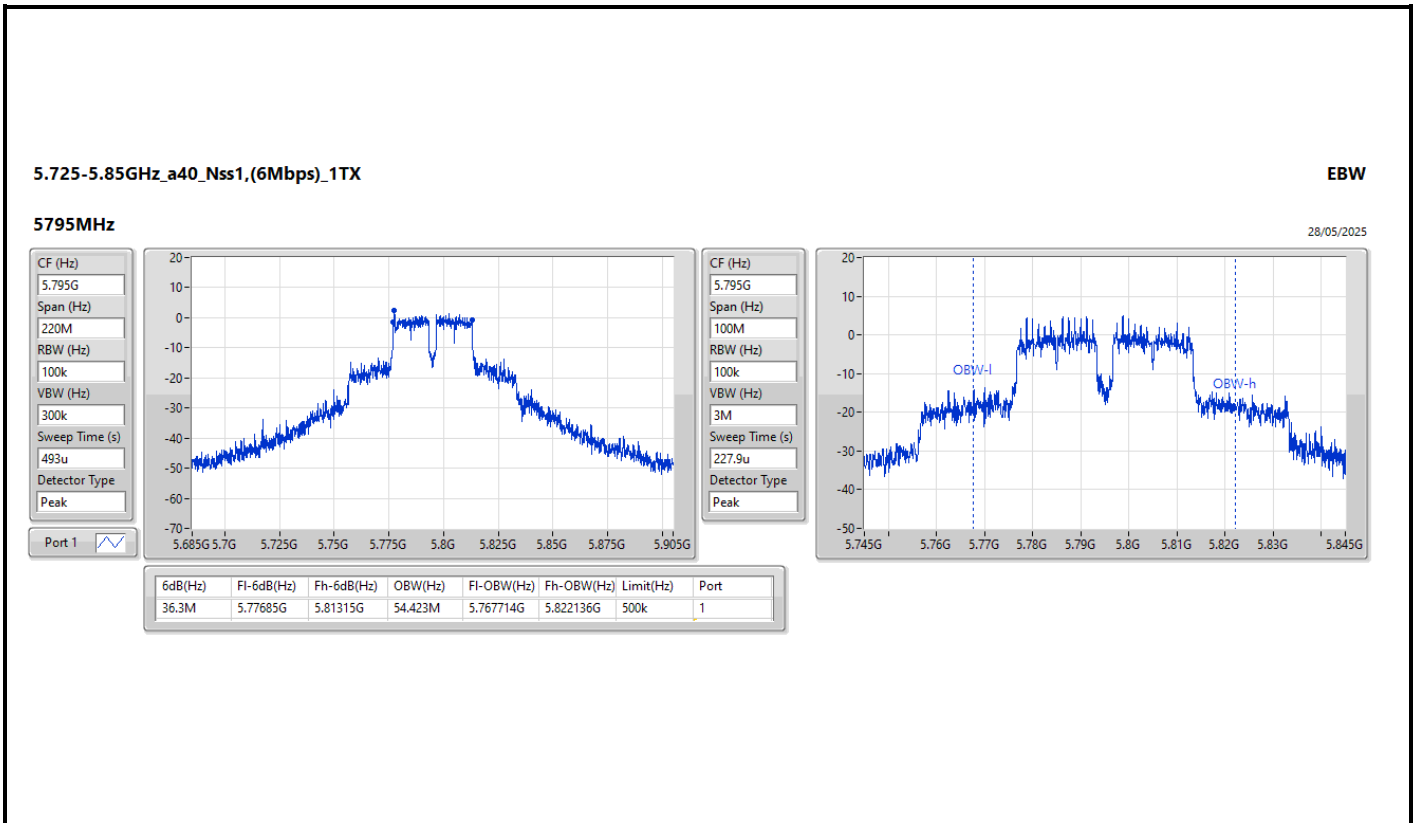 5.725-5.85GHz_a40_Nss1,(6Mbps)_1TX
EBW
5795MHz
28/05/2025
CF (Hz)
5.795G
Span (Hz)
220M
RBW (Hz)
100k
VBW (Hz)
300k
Sweep Time (s)
493u
Detector Type
Peak
Port 1
20
10
0
-10
-20
-30
-40
-50
-60
-70
5.685G 5.7G 5.725G 5.75G 5.775G 5.8G 5.825G 5.85G 5.875G 5.905G
CF (Hz)
5.795G
Span (Hz)
100M
RBW (Hz)
100k
VBW (Hz)
3M
Sweep Time (s)
227.9u
Detector Type
Peak
20
10
0
-10
-20
-30
-40
-50
OBW-l
OBW-h
5.745G 5.76G 5.77G 5.78G 5.79G 5.8G 5.81G 5.82G 5.83G 5.845G
6dB(Hz) Fl-6dB(Hz) Fh-6dB(Hz) OBW(Hz) Fl-OBW(Hz) Fh-OBW(Hz) Limit(Hz) Port
36.3M 5.77685G 5.81315G 54.423M 5.767714G 5.822136G 500k 1